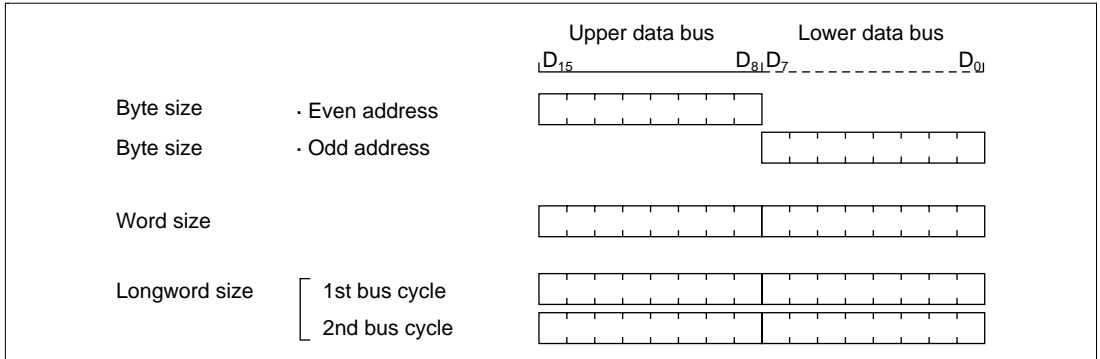 Upper data bus Lower data bus
D15 D8 D7 D0
Byte size · Even address
Byte size · Odd address
Word size
Longword size 1st bus cycle
2nd bus cycle